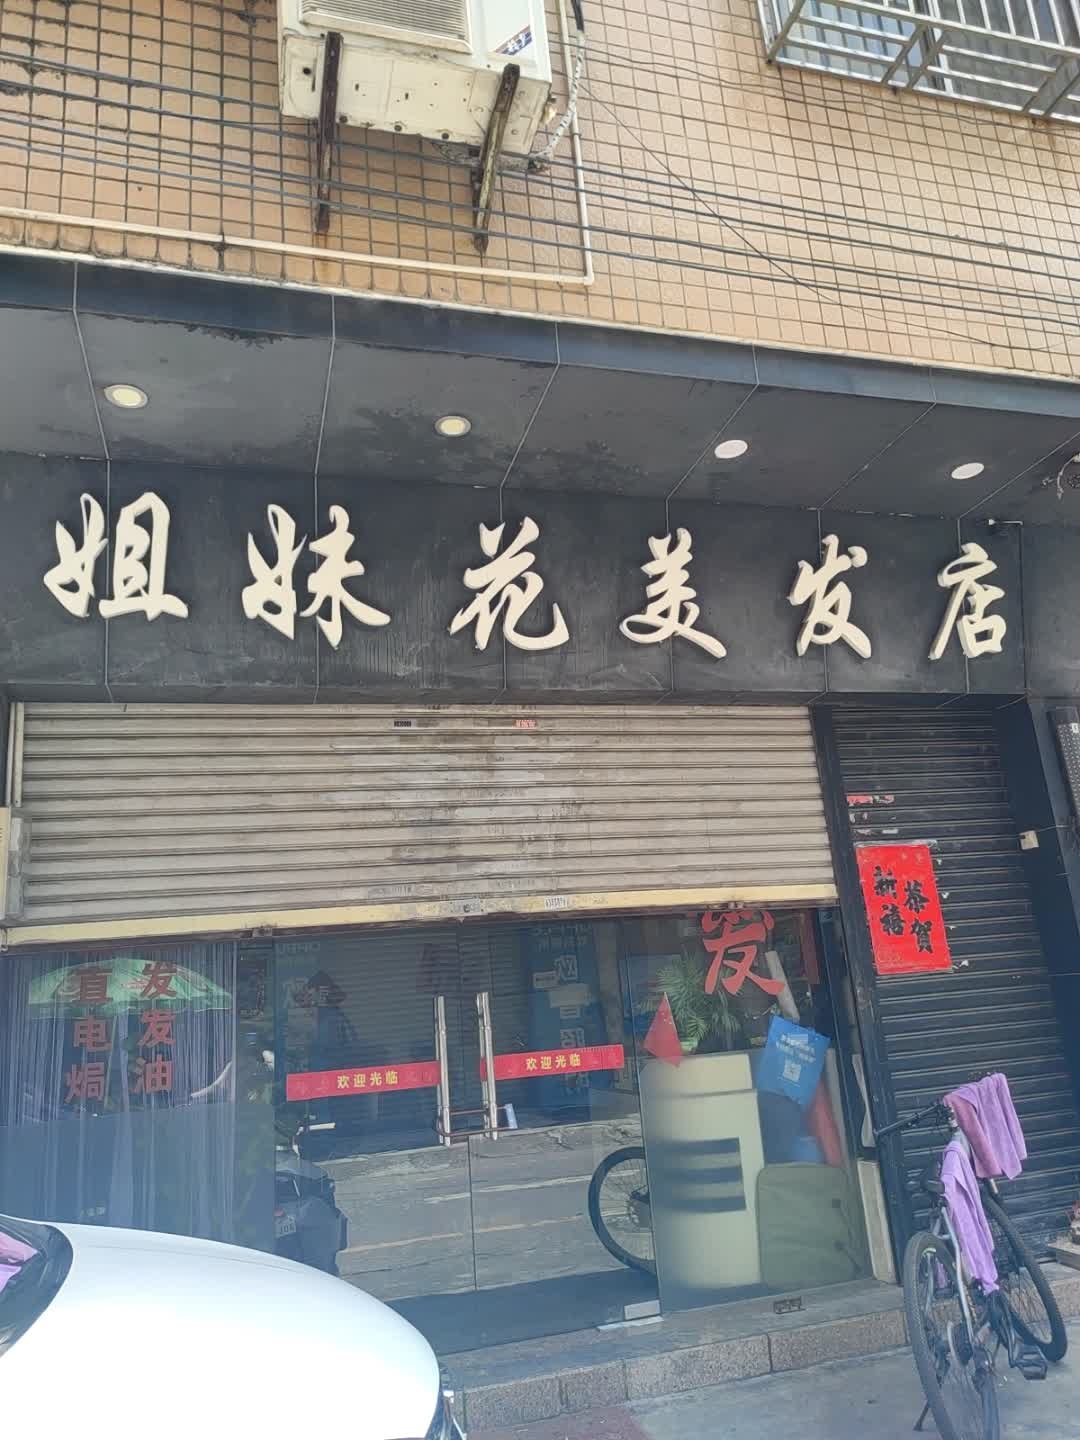 姐妹花美发店
恭贺
新禧
发
发发油
直电焗
欢迎光临
欢迎光临